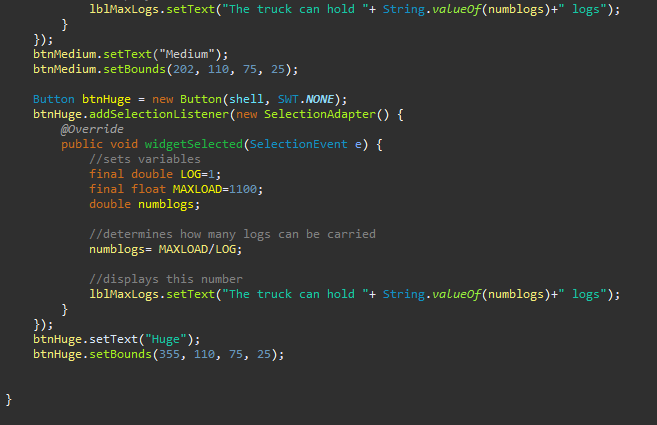 lblMaxLogs.setText("The truck can hold "+ String.valueOf(numblogs)+" logs");
}
});
btnMedium.setText("Medium");
btnMedium.setBounds(202, 110, 75, 25);
Button btnHuge = new Button(shell, SWT.NONE);
btnHuge.addSelectionListener(new SelectionAdapter() {
@Override
public void widgetSelected(SelectionEvent e) {
//sets variables
final double LOG=1;
final float MAXLOAD=1100;
double numblogs;
//determines how many logs can be carried
numblogs= MAXLOAD/LOG;
//displays this number
lblMaxLogs.setText("The truck can hold "+ String.valueOf(numblogs)+" logs");
}
});
btnHuge.setText("Huge");
btnHuge.setBounds(355, 110, 75, 25);
}